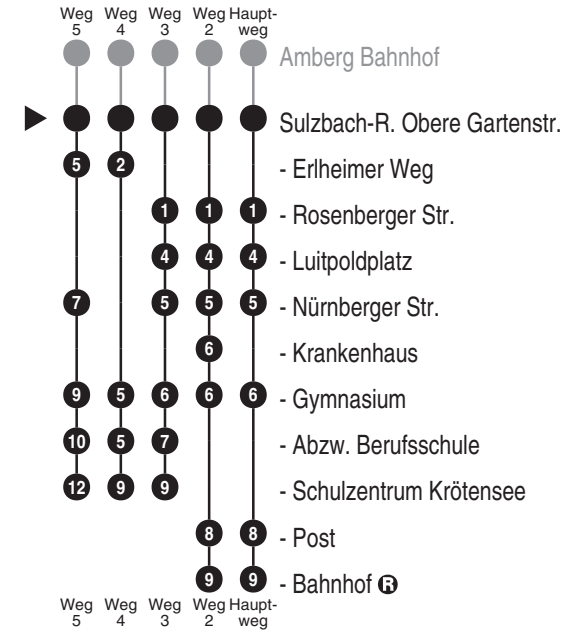 Weg Weg Weg Weg Haupt-
5 4 3 2 weg
Amberg Bahnhof
Sulzbach-R. Obere Gartenstr.
5 2 - Erlheimer Weg
1 1 1 - Rosenberger Str.
4 4 4 - Luitpoldplatz
7 5 5 5 - Nürnberger Str.
6 - Krankenhaus
9 5 6 6 6 - Gymnasium
10 5 7 - Abzw. Berufsschule
12 9 9 - Schulzentrum Krötensee
8 8 - Post
9 9 - Bahnhof R
Weg Weg Weg Weg Haupt-
5 4 3 2 weg